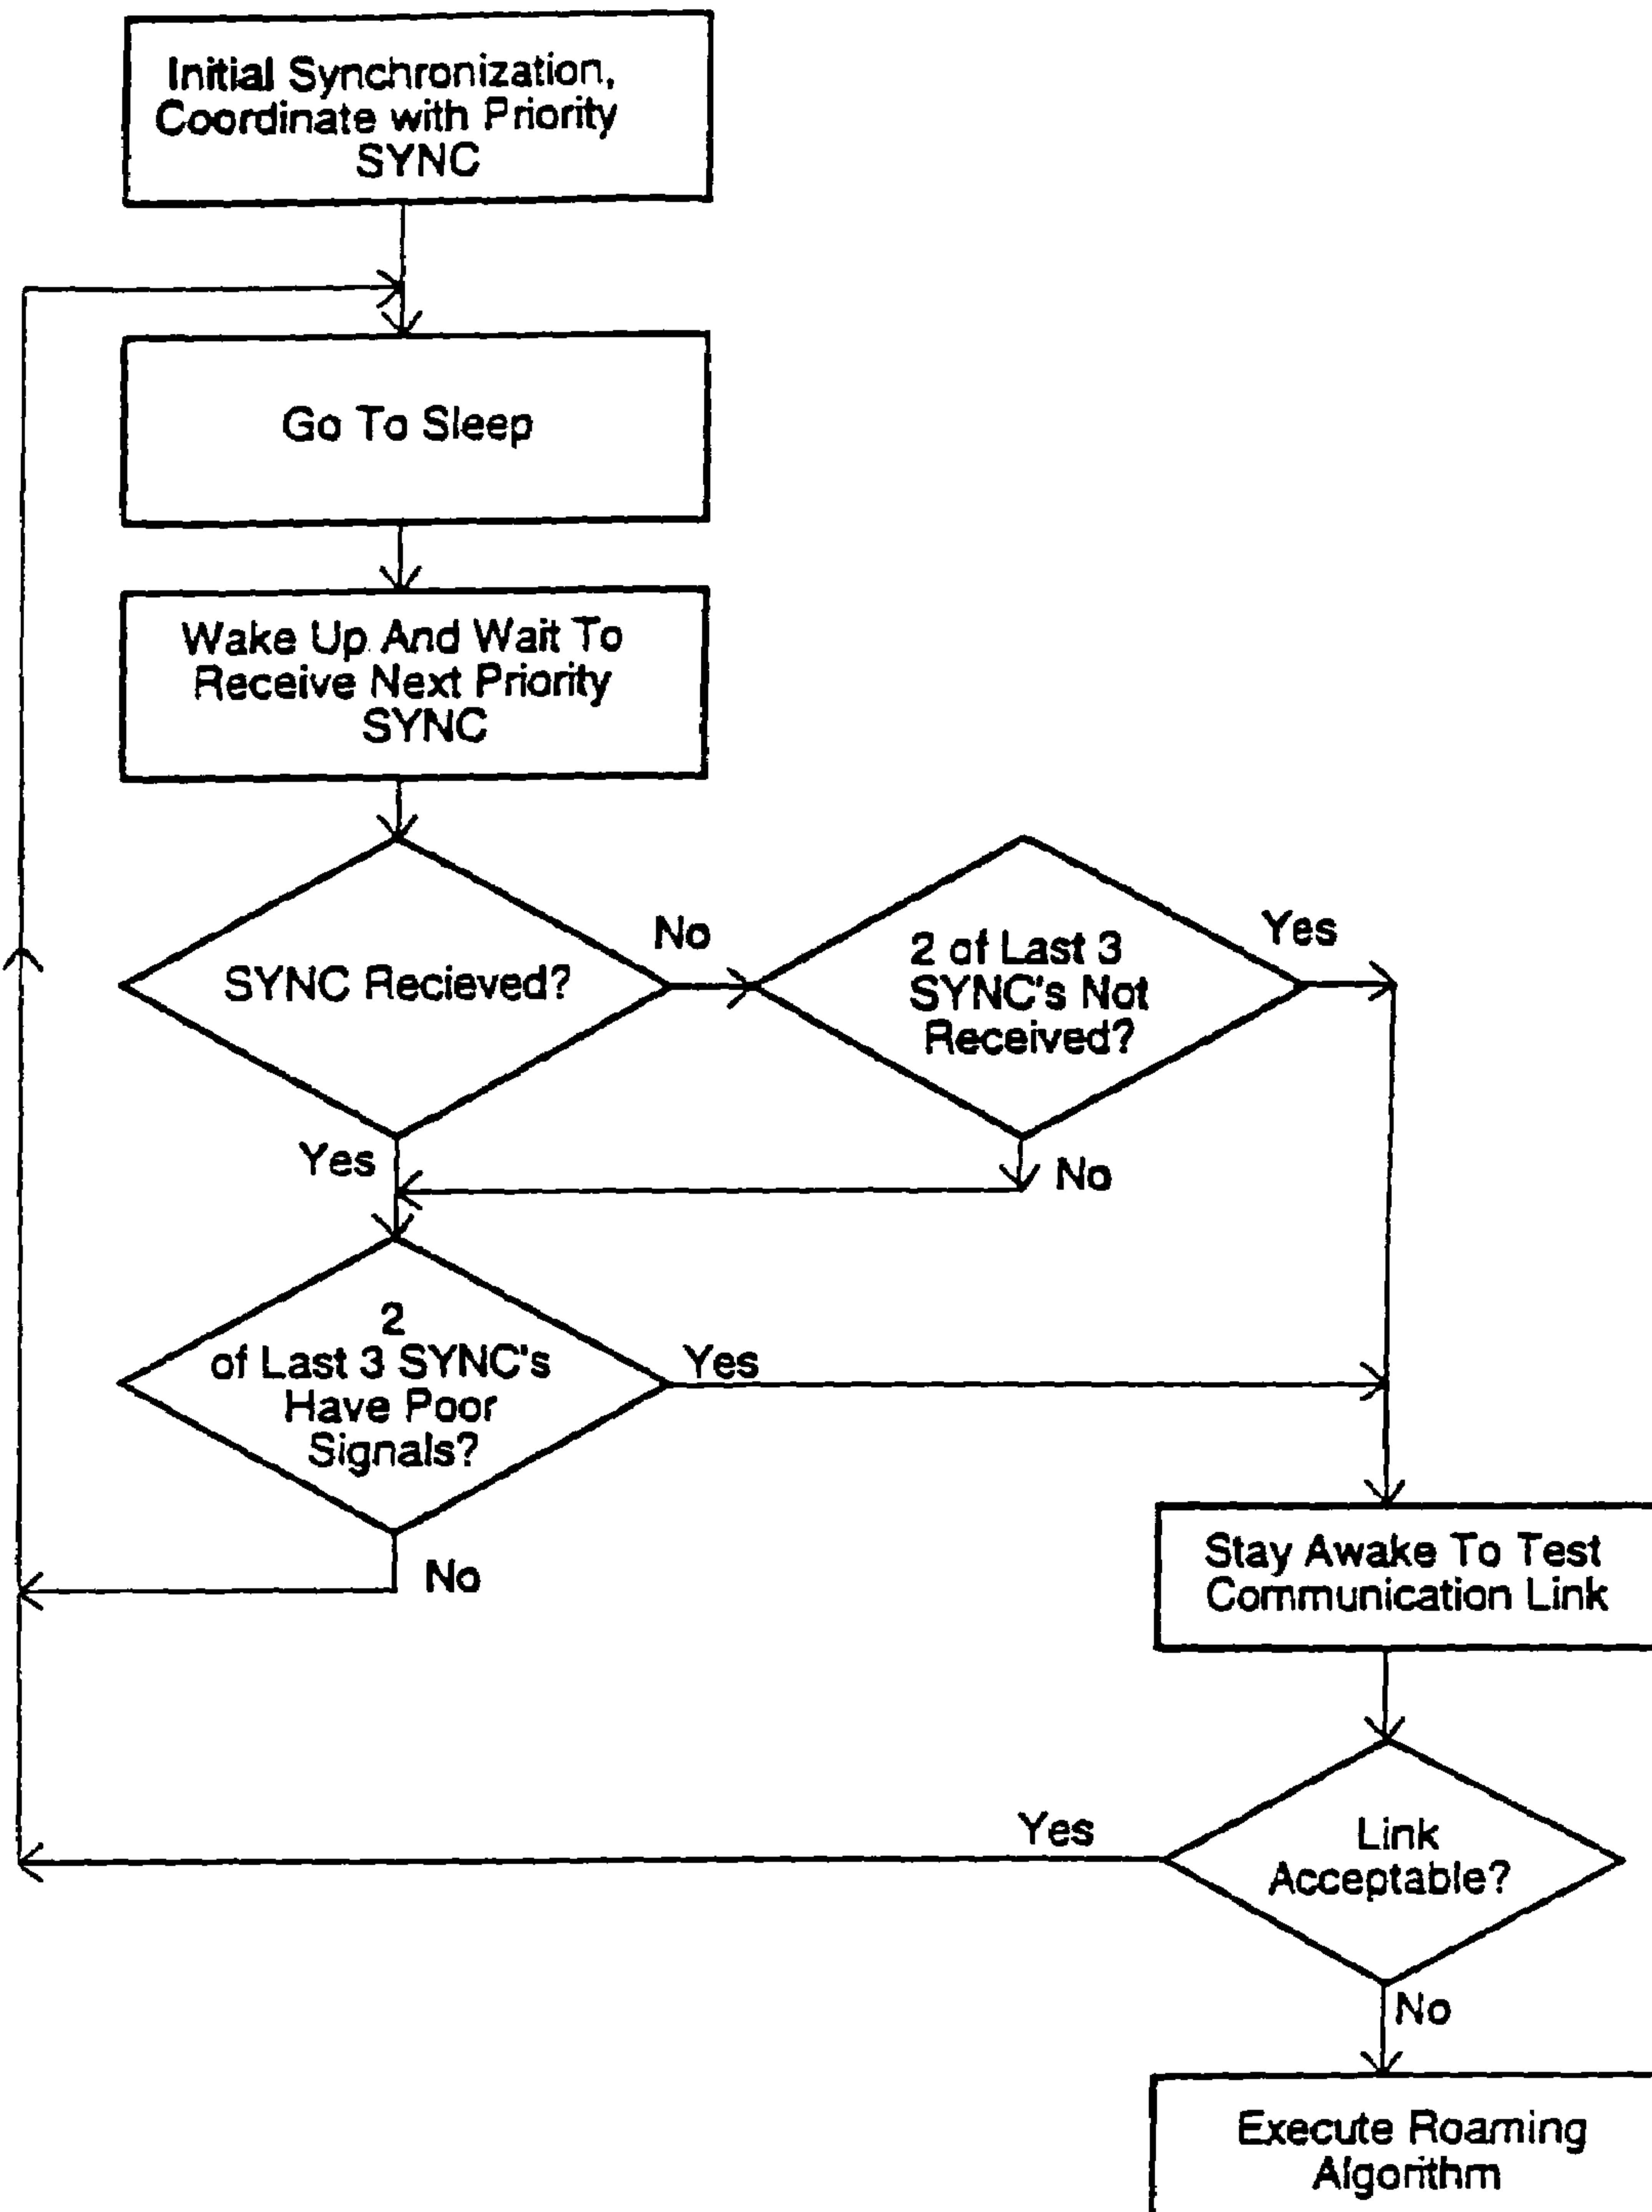 Initial Synchronization,
Coordinate with Priority
SYNC
Go To Sleep
Wake Up And Wait To
Receive Next Priority
SYNC
SYNC Recieved?
No
2 of Last 3
SYNC's Not
Received?
Yes
Yes
No
2
of Last 3 SYNC's
Have Poor
Signals?
Yes
No
Stay Awake To Test
Communication Link
Link
Acceptable?
Yes
No
Execute Roaming
Algorithm